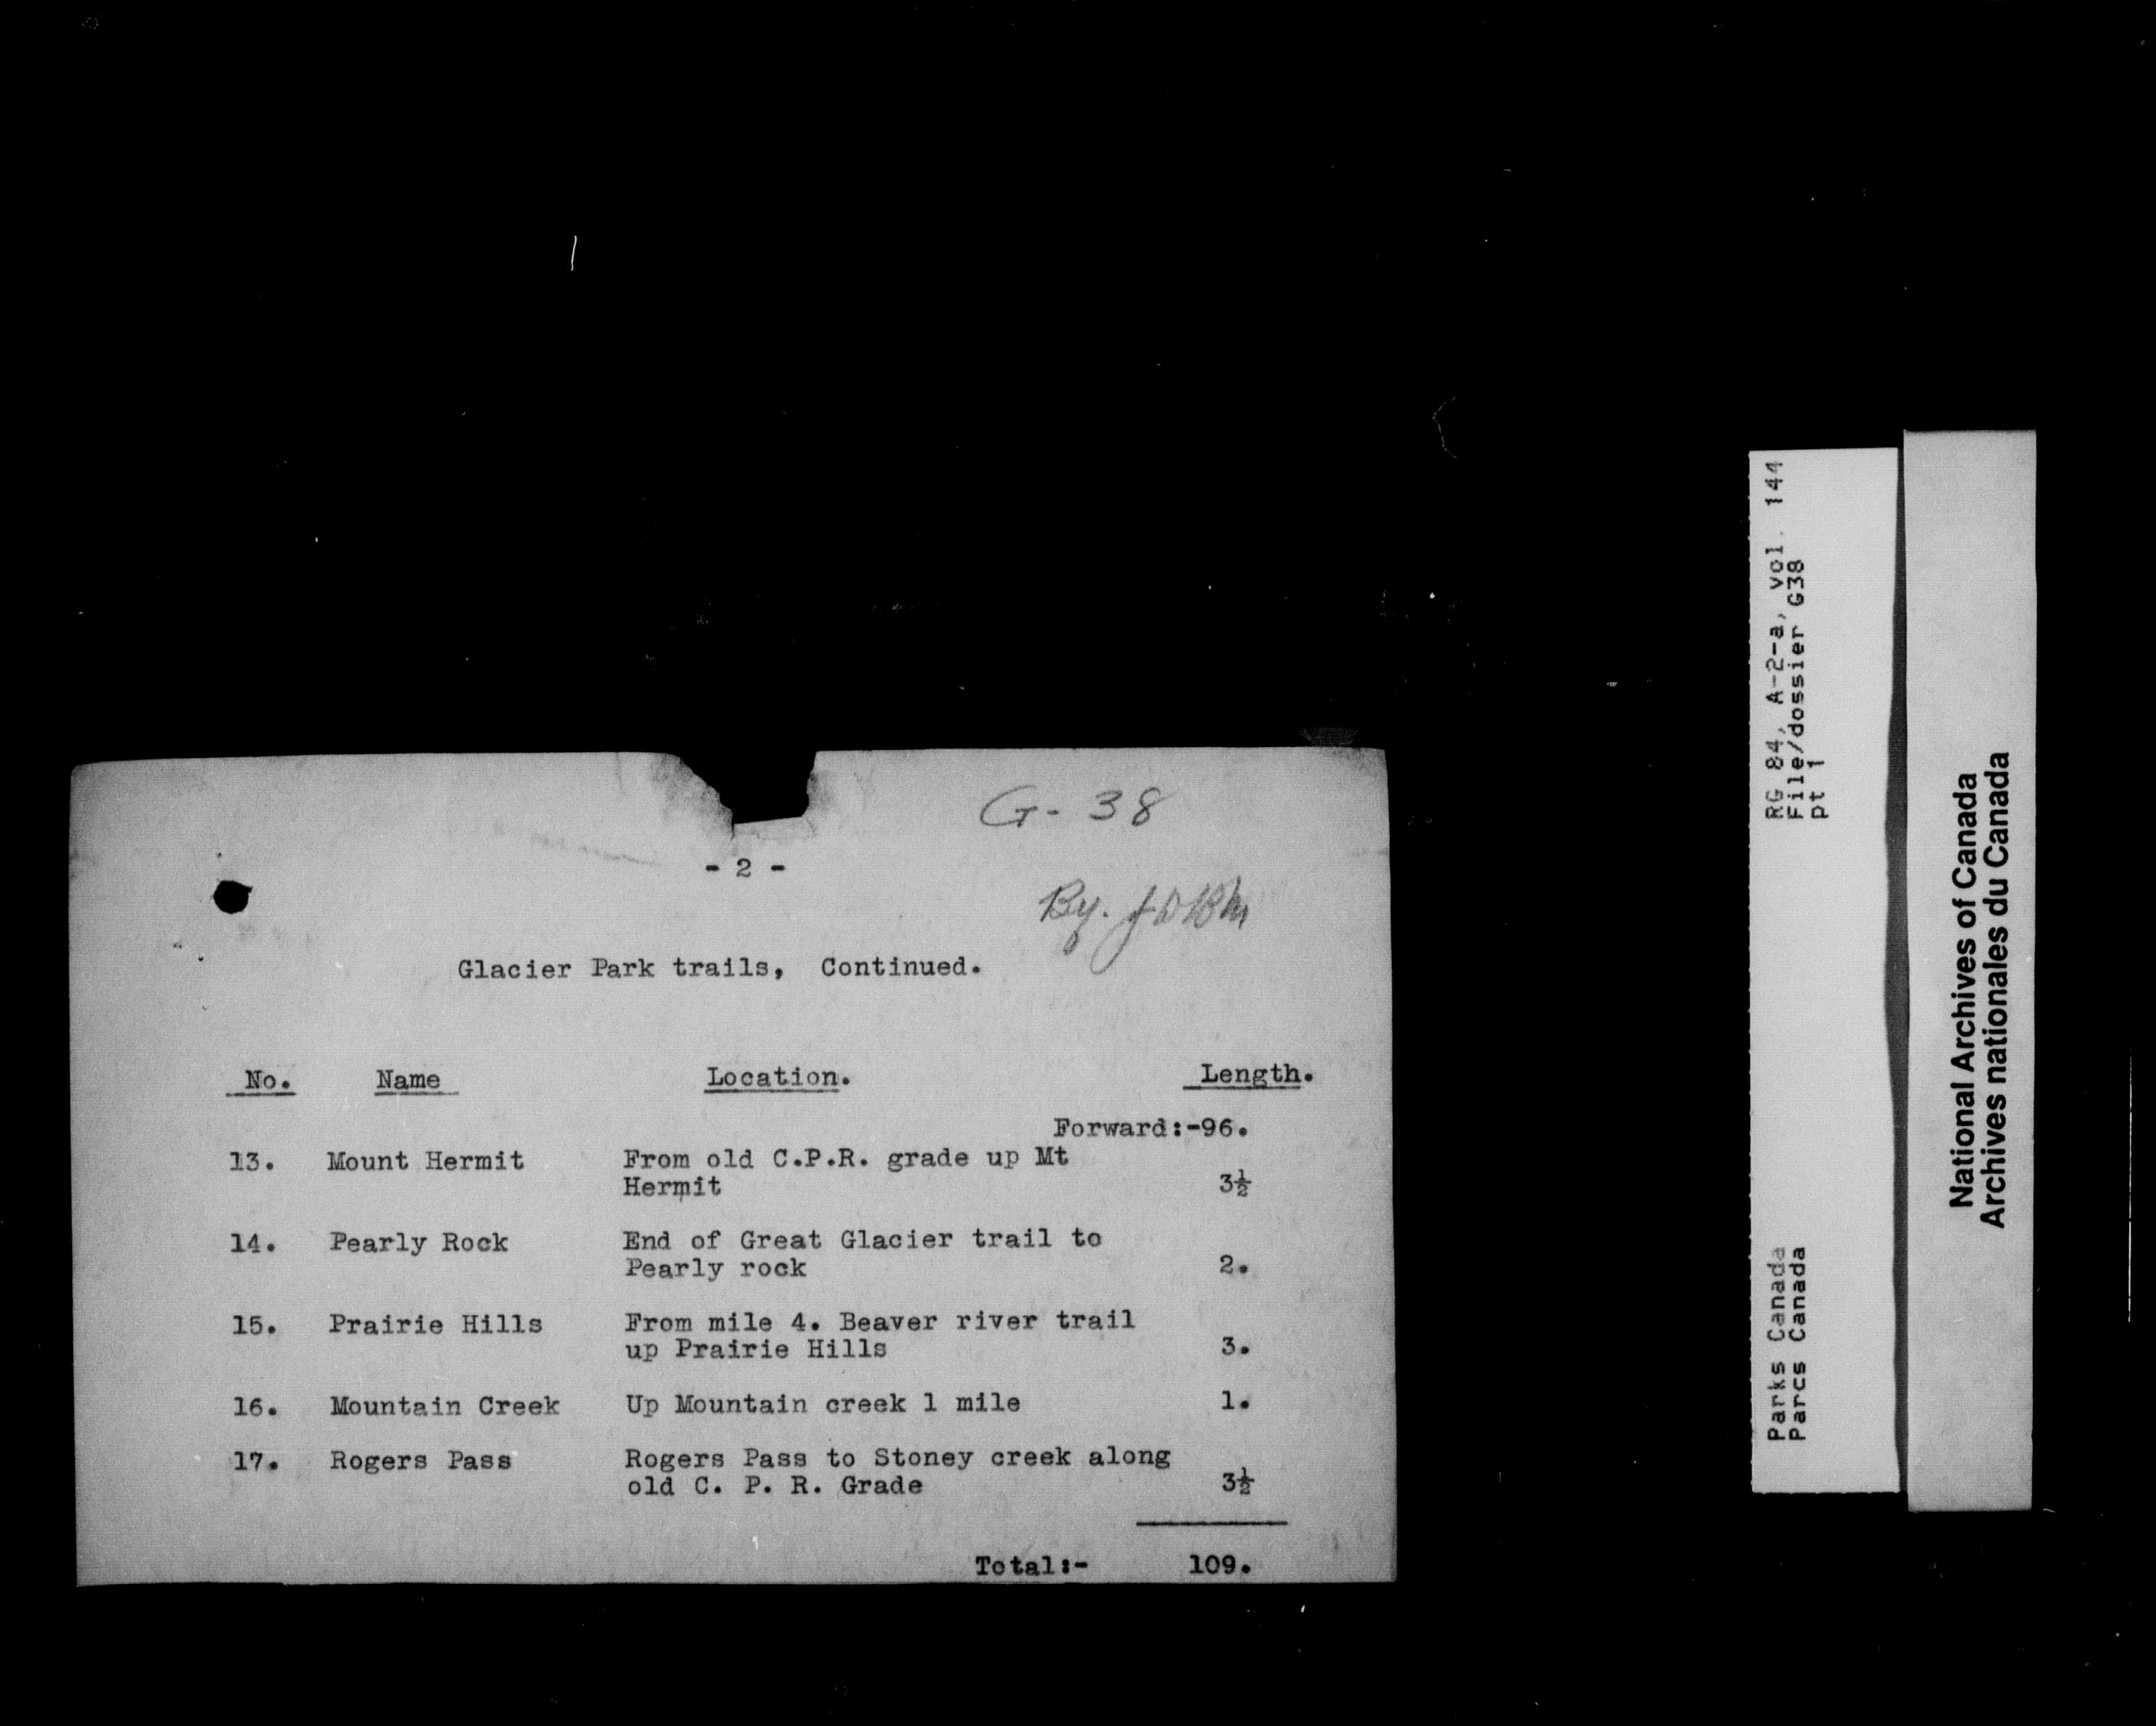 G-38
- 2 -
By.
Glacier Park trails, Continued.
No. Name Location. Length.
Forward:-96.
13. Mount Hermit From old C.P.R. grade up Mt
Hermit 3½
14. Pearly Rock End of Great Glacier trail to
Pearly rock 2.
15. Prairie Hills From mile 4. Beaver river trail
up Prairie Hills 3.
16. Mountain Creek Up Mountain creek 1 mile 1.
17. Rogers Pass Rogers Pass to Stoney creek along
old C. P. R. Grade 3½
Total:- 109.
RG 84, A-2-a, vol. 144
File/dossier G38
pt 1
Parks Canada
Parcs Canada
National Archives of Canada
Archives nationales du Canada